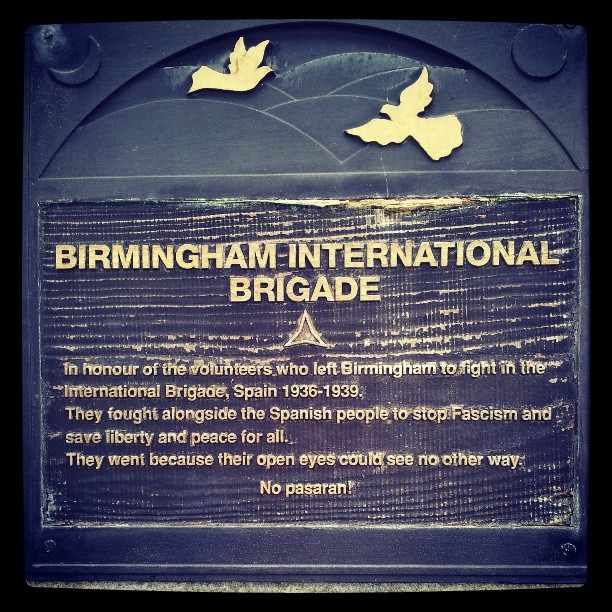 BIRMINGHAM INTERNATIONAL
BRIGADE
In honour of the volunteers who left Birmingham to fight in the
International Brigade, Spain 1936-1939.
They fought alongside the Spanish people to stop Fascism and
save liberty and peace for all.
They went because their open eyes could see no other way.
No pasaran!